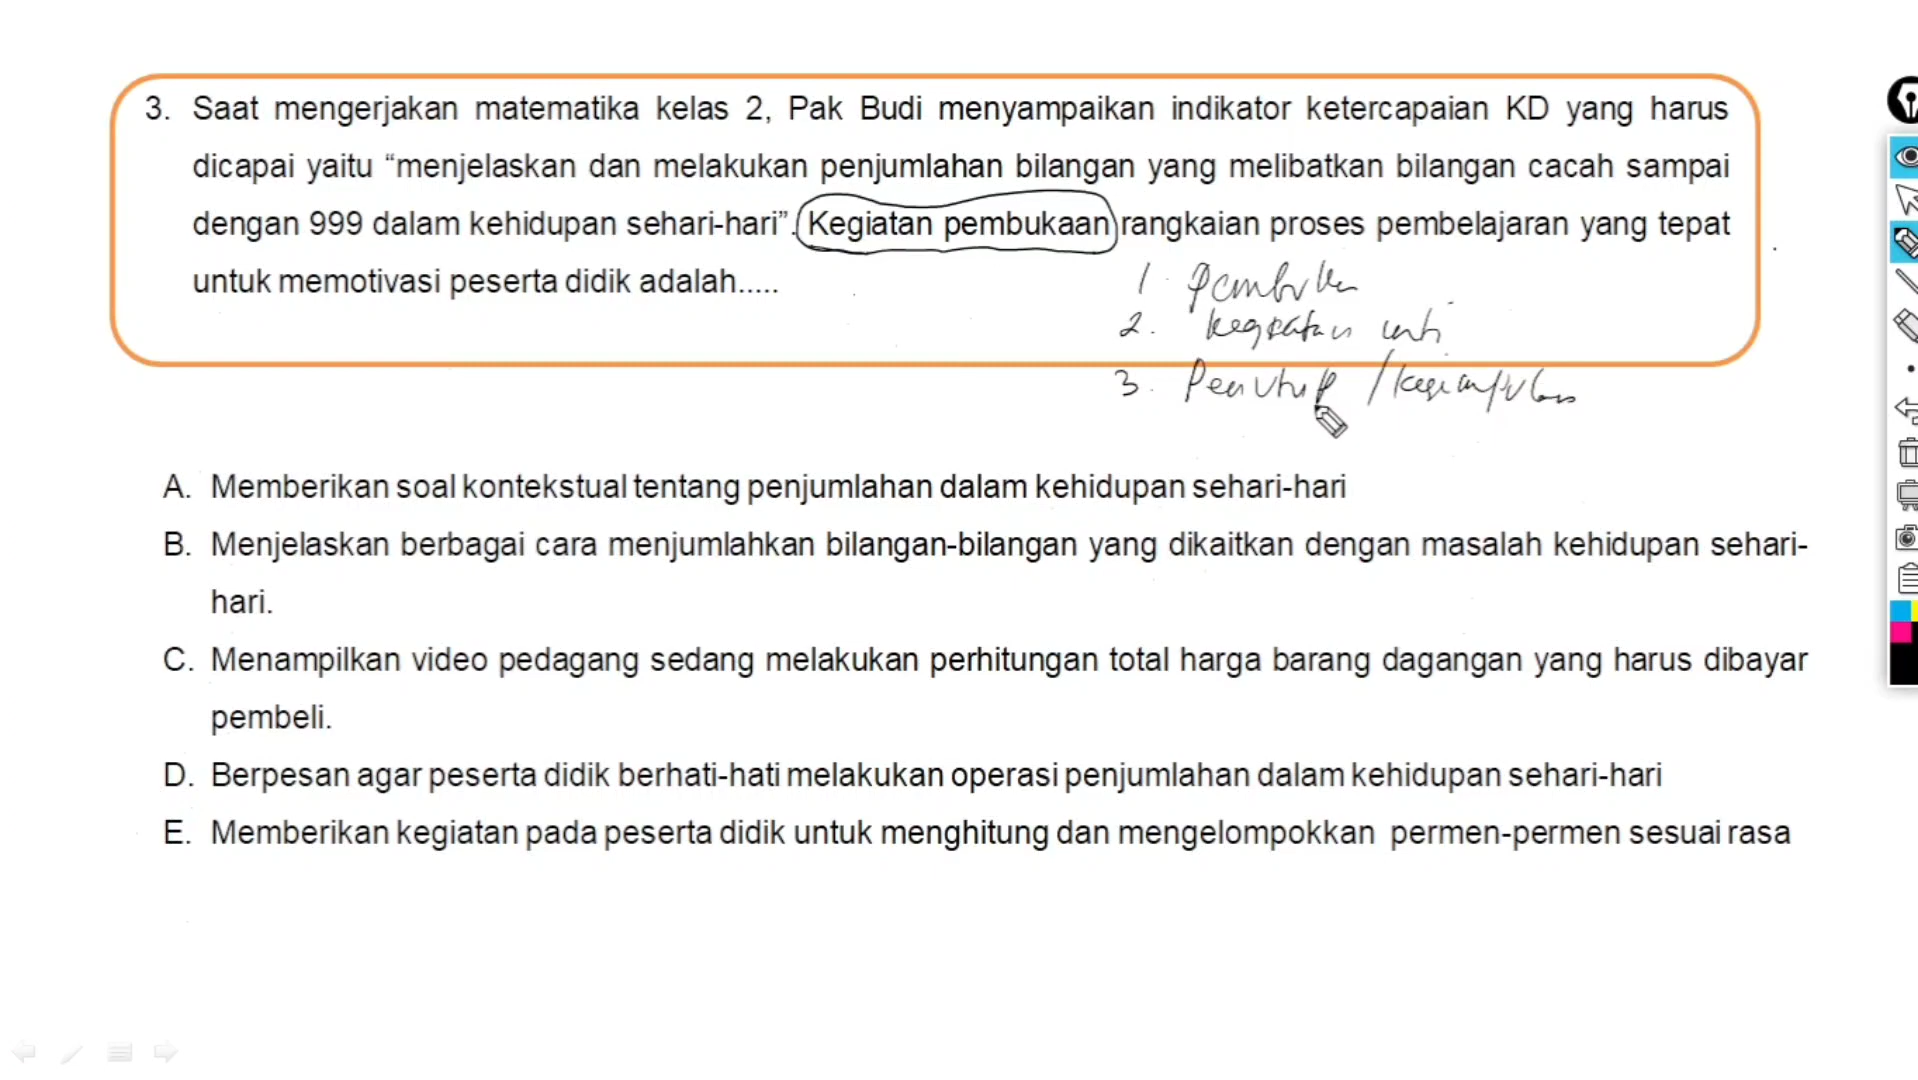 3. Saat mengerjakan matematika kelas 2, Pak Budi menyampaikan indikator ketercapaian KD yang harus
dicapai yaitu “menjelaskan dan melakukan penjumlahan bilangan yang melibatkan bilangan cacah sampai
dengan 999 dalam kehidupan sehari-hari”. Kegiatan pembukaan rangkaian proses pembelajaran yang tepat
untuk memotivasi peserta didik adalah.....
1.
2. kegiatan inti
3. Penutup /
A. Memberikan soal kontekstual tentang penjumlahan dalam kehidupan sehari-hari
B. Menjelaskan berbagai cara menjumlahkan bilangan-bilangan yang dikaitkan dengan masalah kehidupan sehari-
hari.
C. Menampilkan video pedagang sedang melakukan perhitungan total harga barang dagangan yang harus dibayar
pembeli.
D. Berpesan agar peserta didik berhati-hati melakukan operasi penjumlahan dalam kehidupan sehari-hari
E. Memberikan kegiatan pada peserta didik untuk menghitung dan mengelompokkan permen-permen sesuai rasa